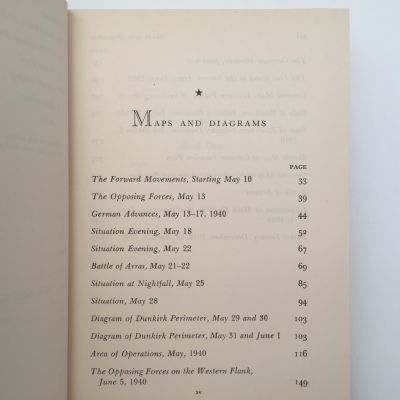 ★
MAPS AND DIAGRAMS
PAGE
The Forward Movements, Starting May 10 33
The Opposing Forces, May 13 39
German Advances, May 13–17, 1940 44
Situation Evening, May 18 52
Situation Evening, May 22 67
Battle of Arras, May 21–22 69
Situation at Nightfall, May 25 85
Situation, May 28 94
Diagram of Dunkirk Perimeter, May 29 and 30 103
Diagram of Dunkirk Perimeter, May 31 and June 1 103
Area of Operations, May, 1940 116
The Opposing Forces on the Western Flank,
June 5, 1940 149
xv